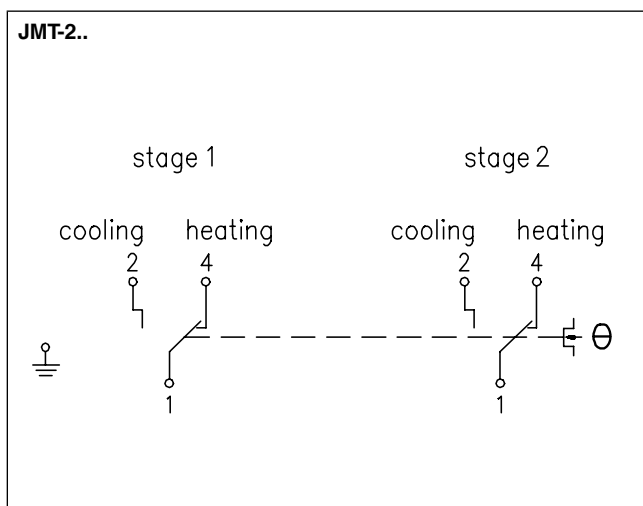 JMT-2..
stage 1 stage 2
cooling heating cooling heating
2 4 2 4
θ
1 1